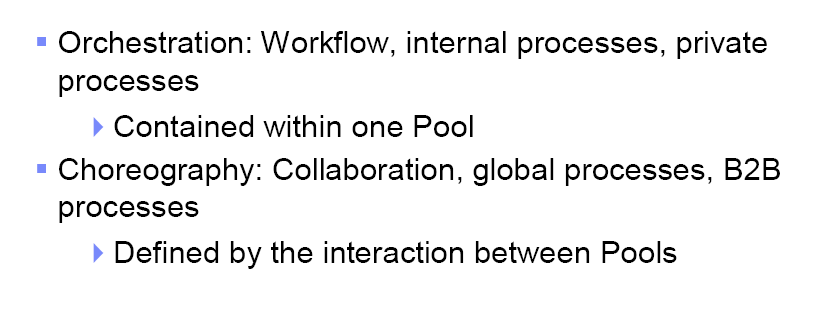 Orchestration: Workflow, internal processes, private
processes
Contained within one Pool
Choreography: Collaboration, global processes, B2B
processes
Defined by the interaction between Pools